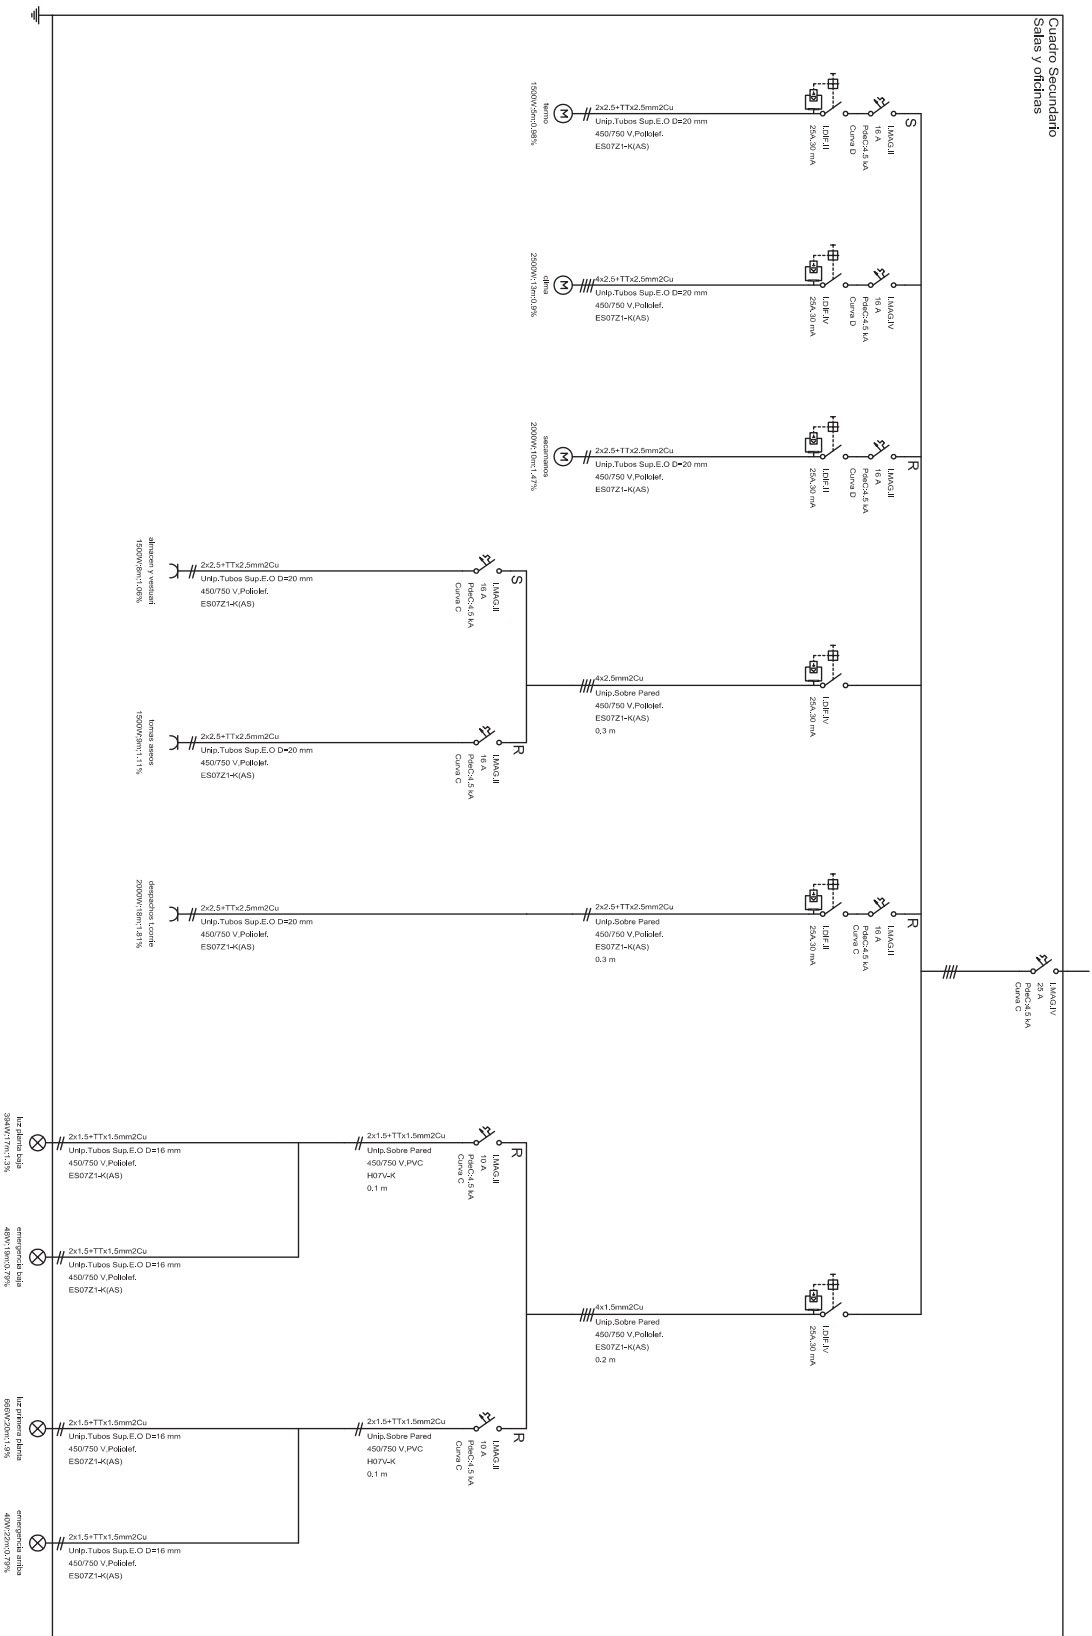 Cuadro Secundario
Salas y oficinas
I.MAG.IV
25 A
PdeC:4.5 kA
Curva C
S
I.MAG.II
16 A
PdeC:4.5 kA
Curva D
I.DIF.II
25A.30 mA
2x2.5+TTx2.5mm2Cu
Unip.Tubos Sup.E.O D=20 mm
450/750 V,Poliolef.
ES07Z1-K(AS)
M
termo
1500W;5m;0.98%
I.MAG.IV
16 A
PdeC:4.5 kA
Curva D
I.DIF.IV
25A.30 mA
4x2.5+TTx2.5mm2Cu
Unip.Tubos Sup.E.O D=20 mm
450/750 V,Poliolef.
ES07Z1-K(AS)
M
clima
2500W;13m;0.9%
R
I.MAG.II
16 A
PdeC:4.5 kA
Curva D
I.DIF.II
25A.30 mA
2x2.5+TTx2.5mm2Cu
Unip.Tubos Sup.E.O D=20 mm
450/750 V,Poliolef.
ES07Z1-K(AS)
M
secamanos
2000W;10m;1.47%
I.DIF.IV
25A.30 mA
4x2.5mm2Cu
Unip.Sobre Pared
450/750 V,Poliolef.
ES07Z1-K(AS)
0.3 m
S
I.MAG.II
16 A
PdeC:4.5 kA
Curva C
2x2.5+TTx2.5mm2Cu
Unip.Tubos Sup.E.O D=20 mm
450/750 V,Poliolef.
ES07Z1-K(AS)
almacen y vestuari
1500W;8m;1.06%
R
I.MAG.II
16 A
PdeC:4.5 kA
Curva C
2x2.5+TTx2.5mm2Cu
Unip.Tubos Sup.E.O D=20 mm
450/750 V,Poliolef.
ES07Z1-K(AS)
tomas aseos
1500W;9m;1.11%
R
I.MAG.II
16 A
PdeC:4.5 kA
Curva C
I.DIF.II
25A.30 mA
2x2.5+TTx2.5mm2Cu
Unip.Sobre Pared
450/750 V,Poliolef.
ES07Z1-K(AS)
0.3 m
2x2.5+TTx2.5mm2Cu
Unip.Tubos Sup.E.O D=20 mm
450/750 V,Poliolef.
ES07Z1-K(AS)
despachos t.corrie
2000W;18m;1.81%
I.DIF.IV
25A.30 mA
4x1.5mm2Cu
Unip.Sobre Pared
450/750 V,Poliolef.
ES07Z1-K(AS)
0.2 m
R
I.MAG.II
10 A
PdeC:4.5 kA
Curva C
2x1.5+TTx1.5mm2Cu
Unip.Sobre Pared
450/750 V,PVC
H07V-K
0.1 m
2x1.5+TTx1.5mm2Cu
Unip.Tubos Sup.E.O D=16 mm
450/750 V,Poliolef.
ES07Z1-K(AS)
luz planta baja
394W;17m;1.3%
2x1.5+TTx1.5mm2Cu
Unip.Tubos Sup.E.O D=16 mm
450/750 V,Poliolef.
ES07Z1-K(AS)
emergencia baja
48W;19m;0.79%
R
I.MAG.II
10 A
PdeC:4.5 kA
Curva C
2x1.5+TTx1.5mm2Cu
Unip.Sobre Pared
450/750 V,PVC
H07V-K
0.1 m
2x1.5+TTx1.5mm2Cu
Unip.Tubos Sup.E.O D=16 mm
450/750 V,Poliolef.
ES07Z1-K(AS)
luz primera planta
666W;20m;1.9%
2x1.5+TTx1.5mm2Cu
Unip.Tubos Sup.E.O D=16 mm
450/750 V,Poliolef.
ES07Z1-K(AS)
emergencia arriba
40W;22m;0.79%